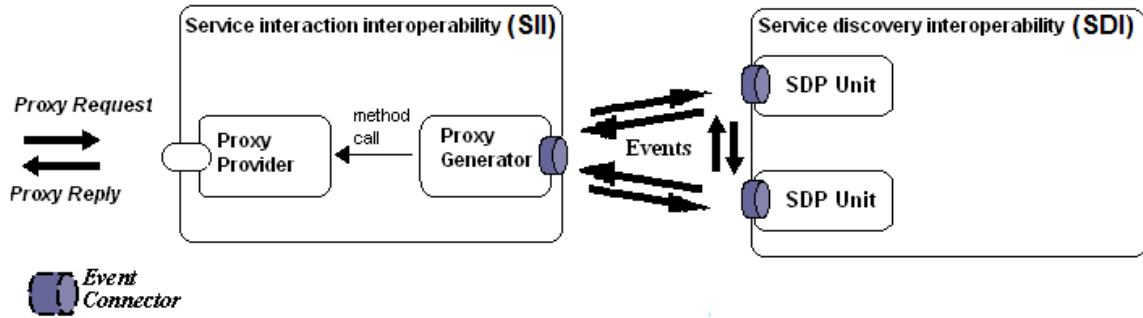 Service interaction interoperability (SII)
Service discovery interoperability (SDI)
SDP Unit
Proxy Request
method
call
Proxy
Provider
Proxy
Generator
Events
Proxy Reply
SDP Unit
Event
Connector